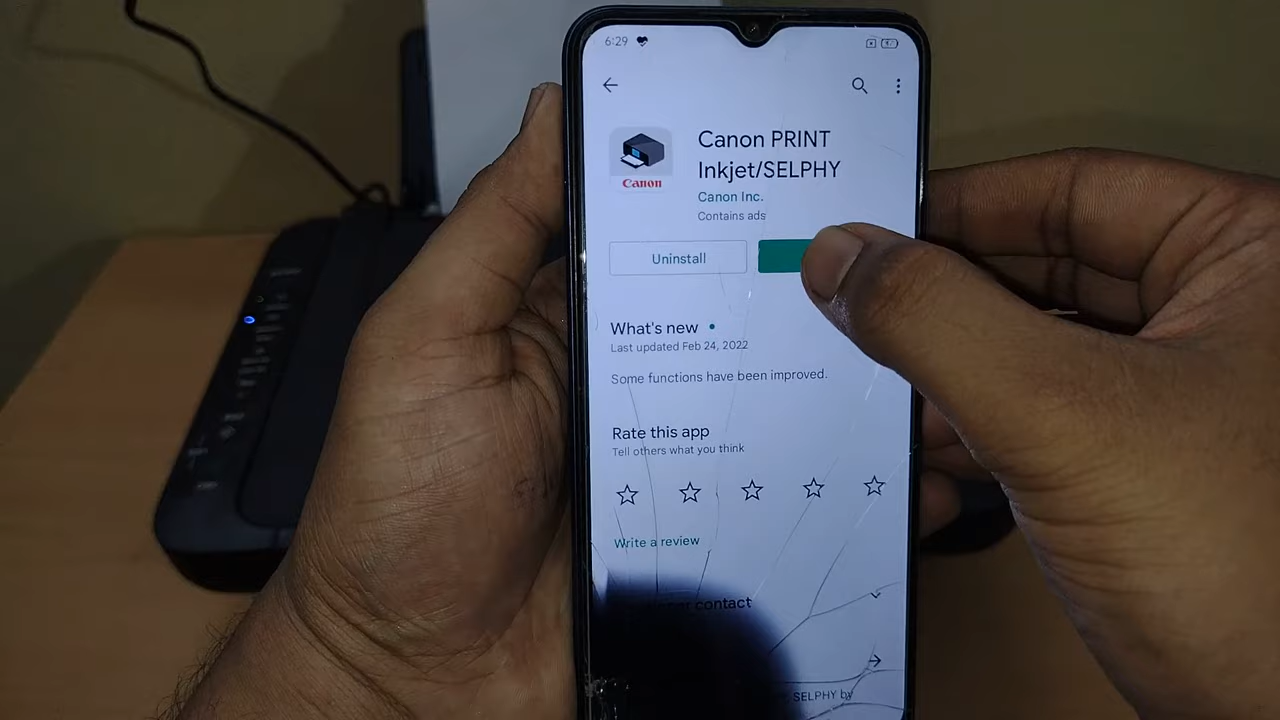 6:29
Canon PRINT
Inkjet/SELPHY
Canon
Canon Inc.
Contains ads
Uninstall
What's new
Last updated Feb 24, 2022
Some functions have been improved.
Rate this app
Tell others what you think
Write a review
contact
SELPHY by